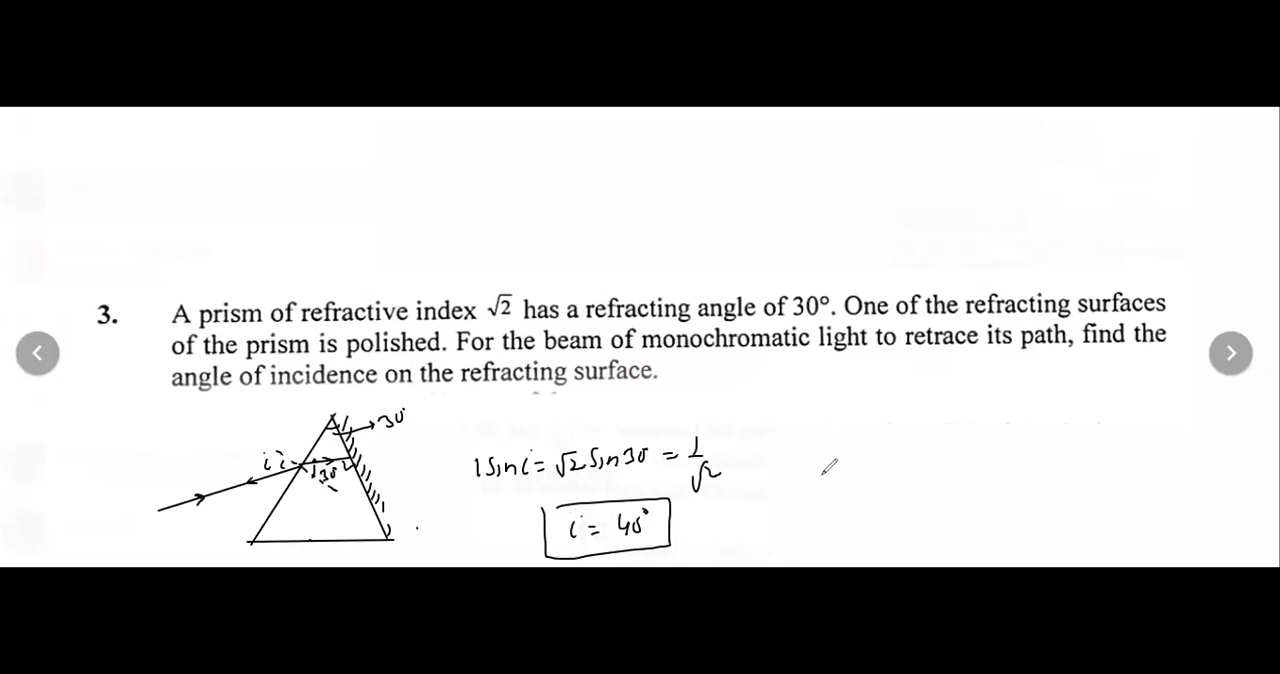 3. A prism of refractive index √2 has a refracting angle of 30°. One of the refracting surfaces
of the prism is polished. For the beam of monochromatic light to retrace its path, find the
angle of incidence on the refracting surface.
30°
i
30°
1 Sin i = √2 Sin 30 = 1/√2
i = 45°